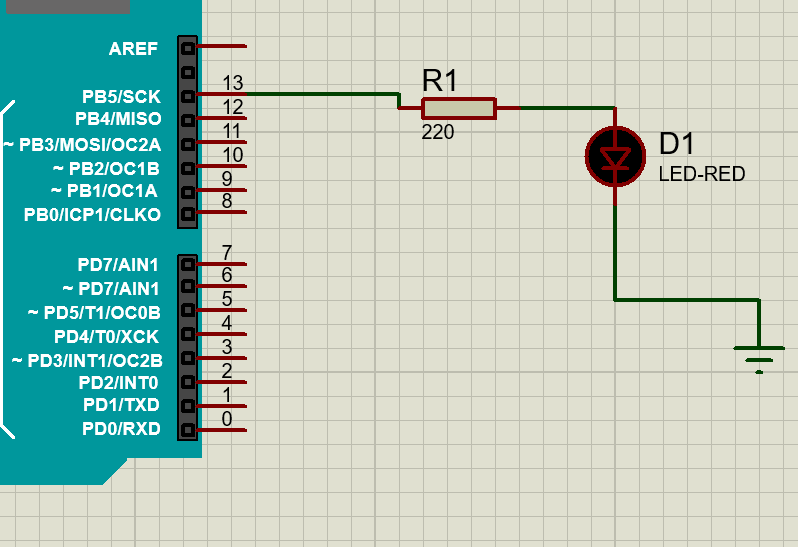 AREF
PB5/SCK 13
PB4/MISO 12
~ PB3/MOSI/OC2A 11
~ PB2/OC1B 10
~ PB1/OC1A 9
PB0/ICP1/CLKO 8
PD7/AIN1 7
~ PD7/AIN1 6
~ PD5/T1/OC0B 5
PD4/T0/XCK 4
~ PD3/INT1/OC2B 3
PD2/INT0 2
PD1/TXD 1
PD0/RXD 0
R1
220
D1
LED-RED